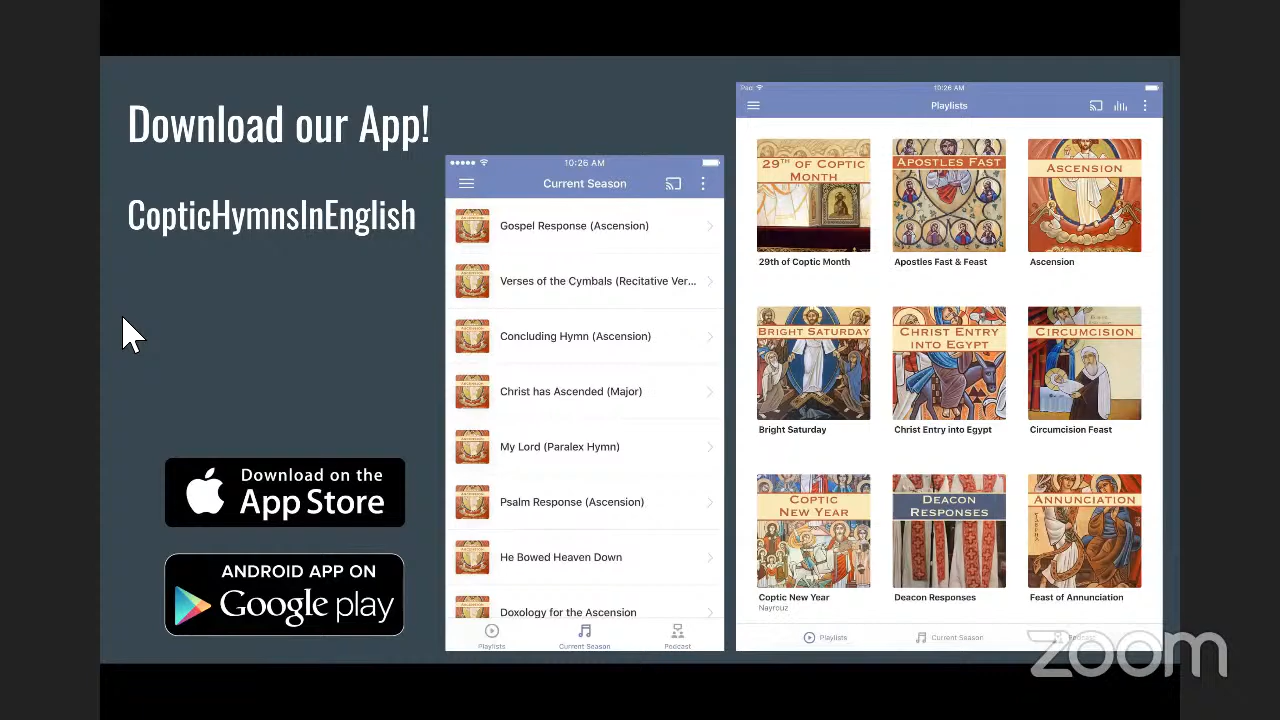 Download our App!
CopticHymnsInEnglish
Download on the
App Store
ANDROID APP ON
Google play
10:26 AM
Current Season
Gospel Response (Ascension)
Verses of the Cymbals (Recitative Ver...
Concluding Hymn (Ascension)
Christ has Ascended (Major)
My Lord (Paralex Hymn)
Psalm Response (Ascension)
He Bowed Heaven Down
Doxology for the Ascension
Playlists
Current Season
Podcast
iPad
10:26 AM
Playlists
29TH OF COPTIC
MONTH
29th of Coptic Month
APOSTLES FAST
Apostles Fast & Feast
ASCENSION
Ascension
BRIGHT SATURDAY
Bright Saturday
CHRIST ENTRY
INTO EGYPT
Christ Entry into Egypt
CIRCUMCISION
Circumcision Feast
COPTIC
NEW YEAR
Coptic New Year
Nayrouz
DEACON
RESPONSES
Deacon Responses
ANNUNCIATION
Feast of Annunciation
Playlists
Current Season
Podcast
zoom